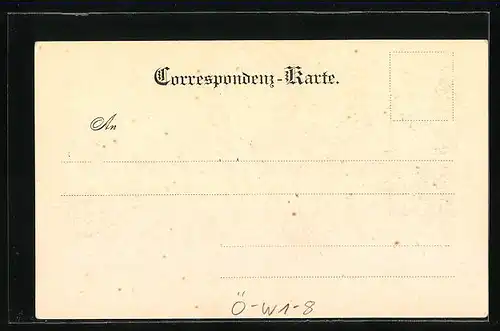 Correspondenz-Karte.
An
Ö-W1-8